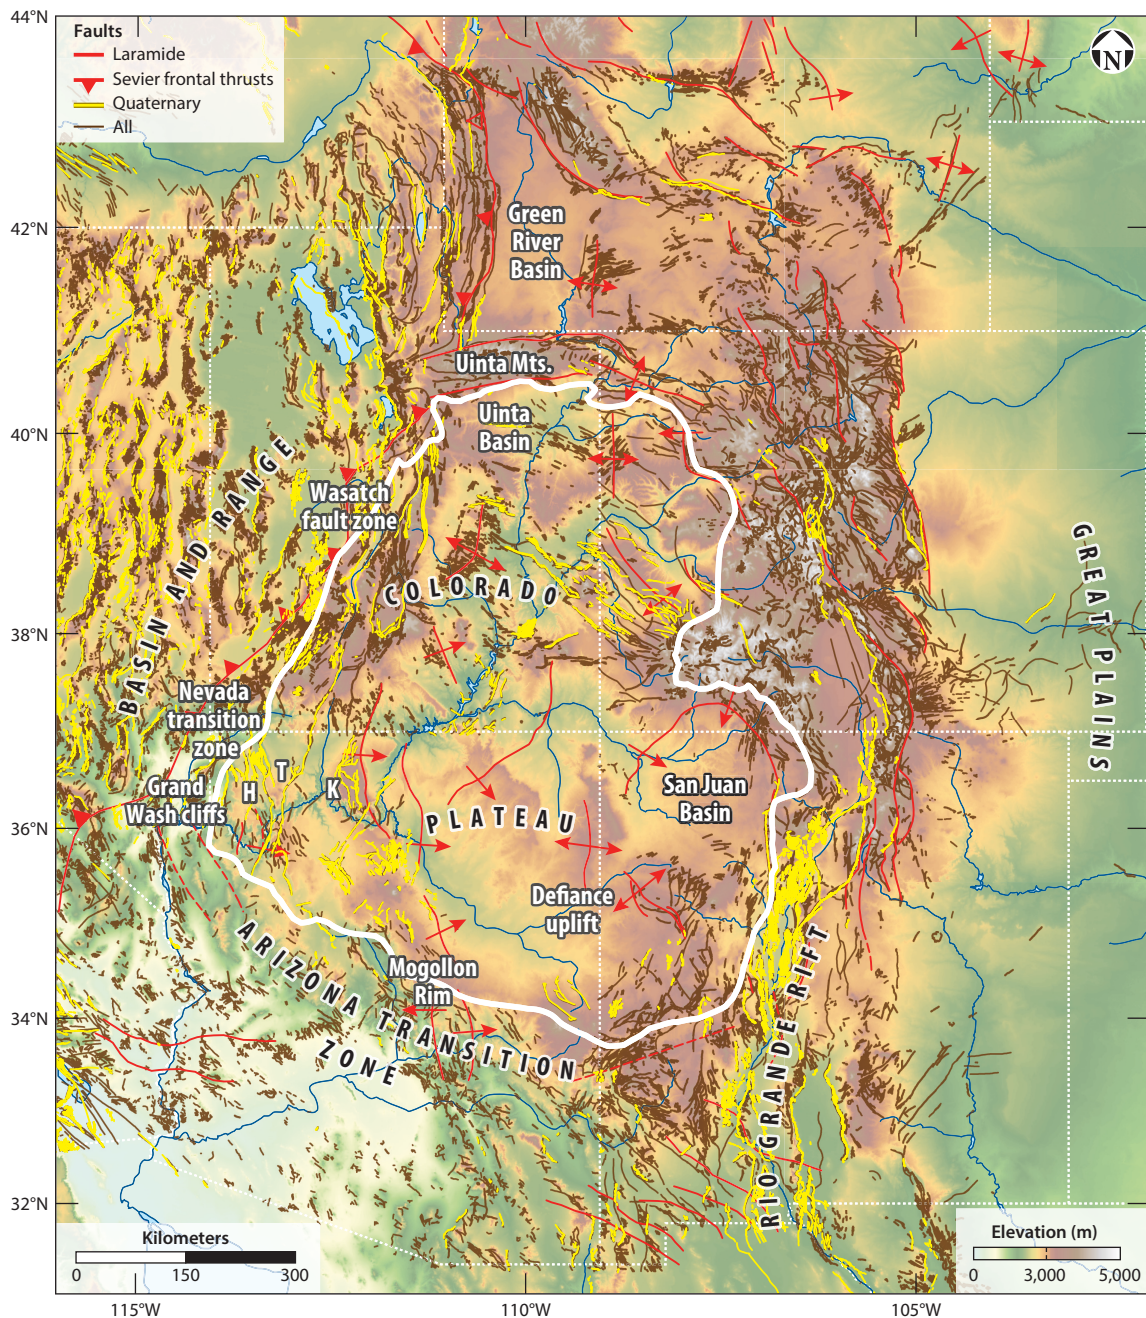 44°N
42°N
40°N
38°N
36°N
34°N
32°N
115°W
110°W
105°W
Faults
Laramide
Sevier frontal thrusts
Quaternary
All
N
Green
River
Basin
Uinta Mts.
Uinta
Basin
Wasatch
fault zone
BASIN AND RANGE
COLORADO
PLATEAU
GREAT PLAINS
Nevada
transition
zone
Grand
Wash cliffs
H
T
K
San Juan
Basin
Defiance
uplift
Mogollon
Rim
ARIZONA TRANSITION
ZONE
RIO GRANDE RIFT
Kilometers
0
150
300
Elevation (m)
0
3,000
5,000